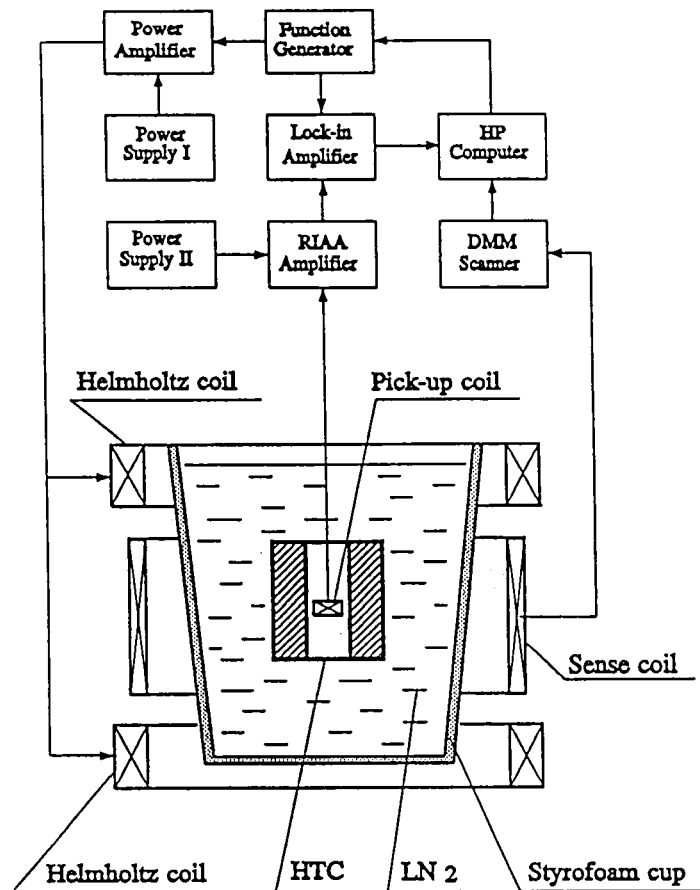 Power
Amplifier
Function
Generator
Power
Supply I
Lock-in
Amplifier
HP
Computer
Power
Supply II
RIAA
Amplifier
DMM
Scanner
Helmholtz coil
Pick-up coil
Sense coil
Helmholtz coil
HTC
LN 2
Styrofoam cup